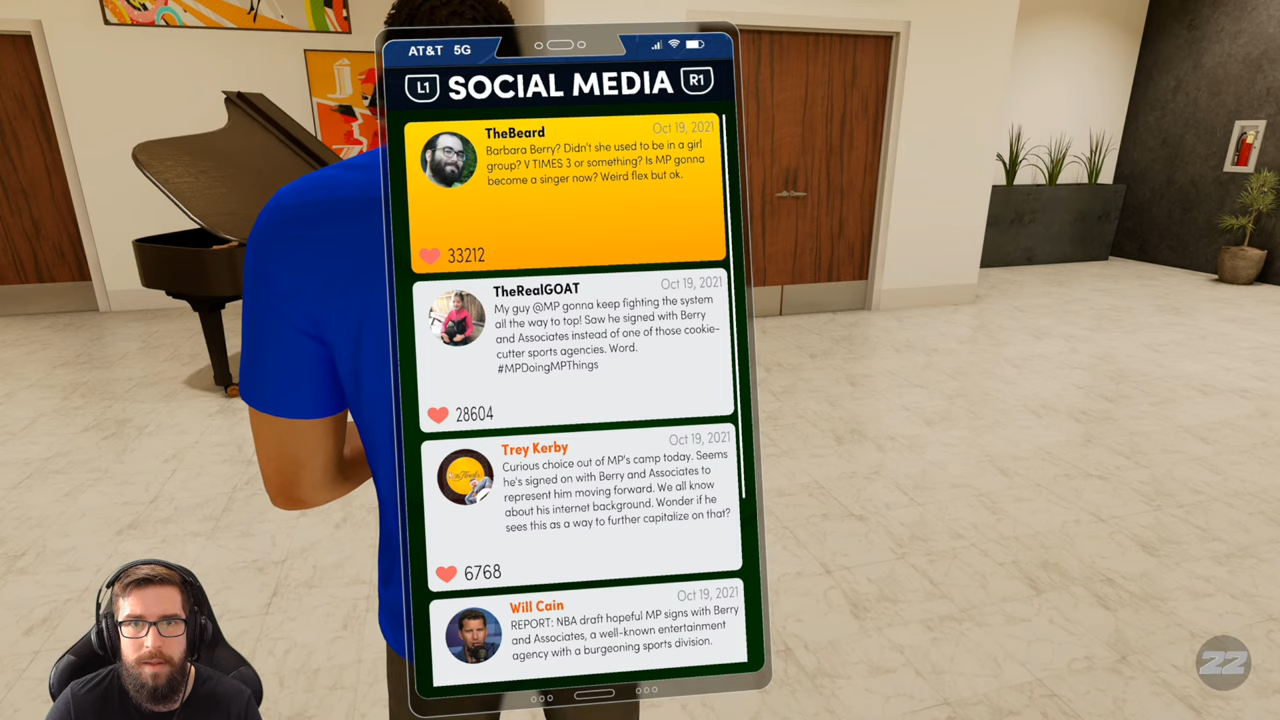 AT&T 5G
L1 SOCIAL MEDIA R1
TheBeard Oct 19, 2021
Barbara Berry? Didn't she used to be in a girl
group? V TIMES 3 or something? Is MP gonna
become a singer now? Weird flex but ok.
33212
TheRealGOAT Oct 19, 2021
My guy @MP gonna keep fighting the system
all the way to top! Saw he signed with Berry
and Associates instead of one of those cookie-
cutter sports agencies. Word.
#MPDoingMPThings
28604
Trey Kerby Oct 19, 2021
Curious choice out of MP's camp today. Seems
he's signed on with Berry and Associates to
represent him moving forward. We all know
about his internet background. Wonder if he
sees this as a way to further capitalize on that?
6768
Will Cain Oct 19, 2021
REPORT: NBA draft hopeful MP signs with Berry
and Associates, a well-known entertainment
agency with a burgeoning sports division.
22